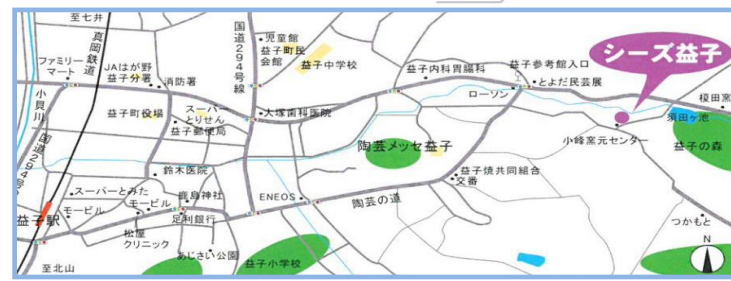 至七井
真岡鉄道
国道294号線
児童館
益子町民
会館
益子中学校
シーズ益子
ファミリー
マート
JAはが野
益子分署
消防署
益子内科胃腸科
益子参考館入口
とよだ民芸展
ローソン
榎田窯
須田ヶ池
小貝川
国道294号
益子町役場
スーパー
とりせん
益子郵便局
大塚歯科医院
陶芸メッセ益子
小峰窯元センター
益子の森
鈴木医院
益子焼共同組合
交番
スーパーとみた
鹿島神社
ENEOS
陶芸の道
モービル
モービル
益子駅
足利銀行
松屋
クリニック
つかもと
あじさい公園
益子小学校
至北山
N